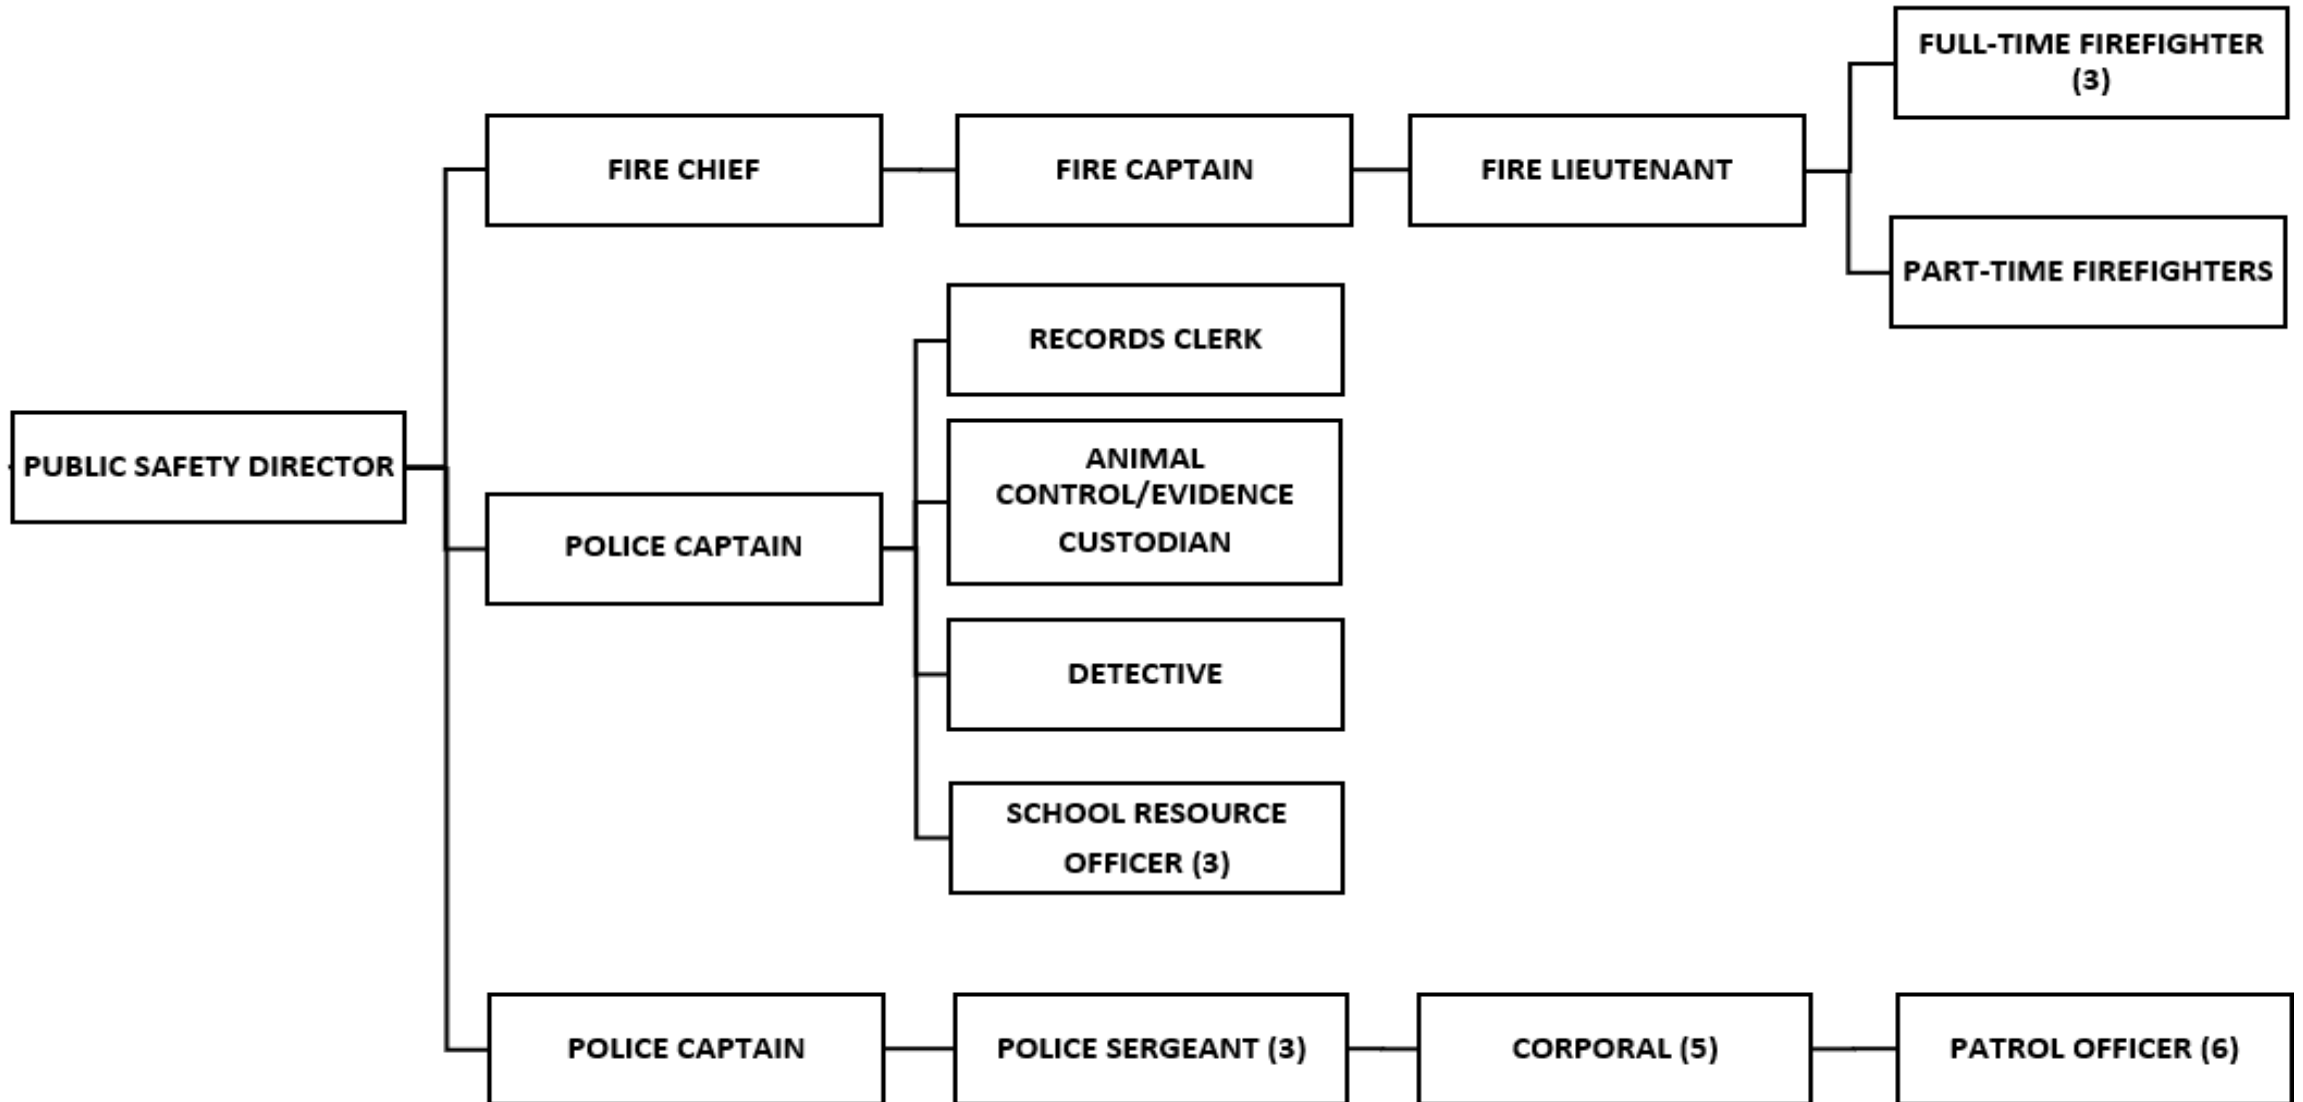 FULL-TIME FIREFIGHTER
(3)
FIRE CHIEF
FIRE CAPTAIN
FIRE LIEUTENANT
PART-TIME FIREFIGHTERS
RECORDS CLERK
PUBLIC SAFETY DIRECTOR
ANIMAL
CONTROL/EVIDENCE
CUSTODIAN
POLICE CAPTAIN
DETECTIVE
SCHOOL RESOURCE
OFFICER (3)
POLICE CAPTAIN
POLICE SERGEANT (3)
CORPORAL (5)
PATROL OFFICER (6)